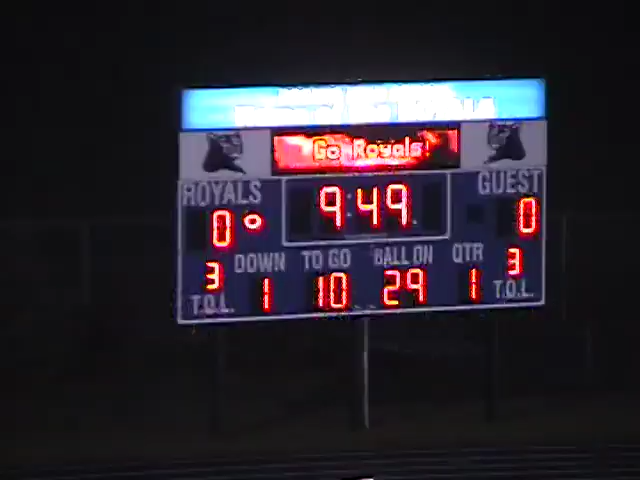 Go Royals!
ROYALS 9:49 GUEST
0 0
DOWN TO GO BALL ON QTR
3 1 10 29 1 3
T.O.L. T.O.L.